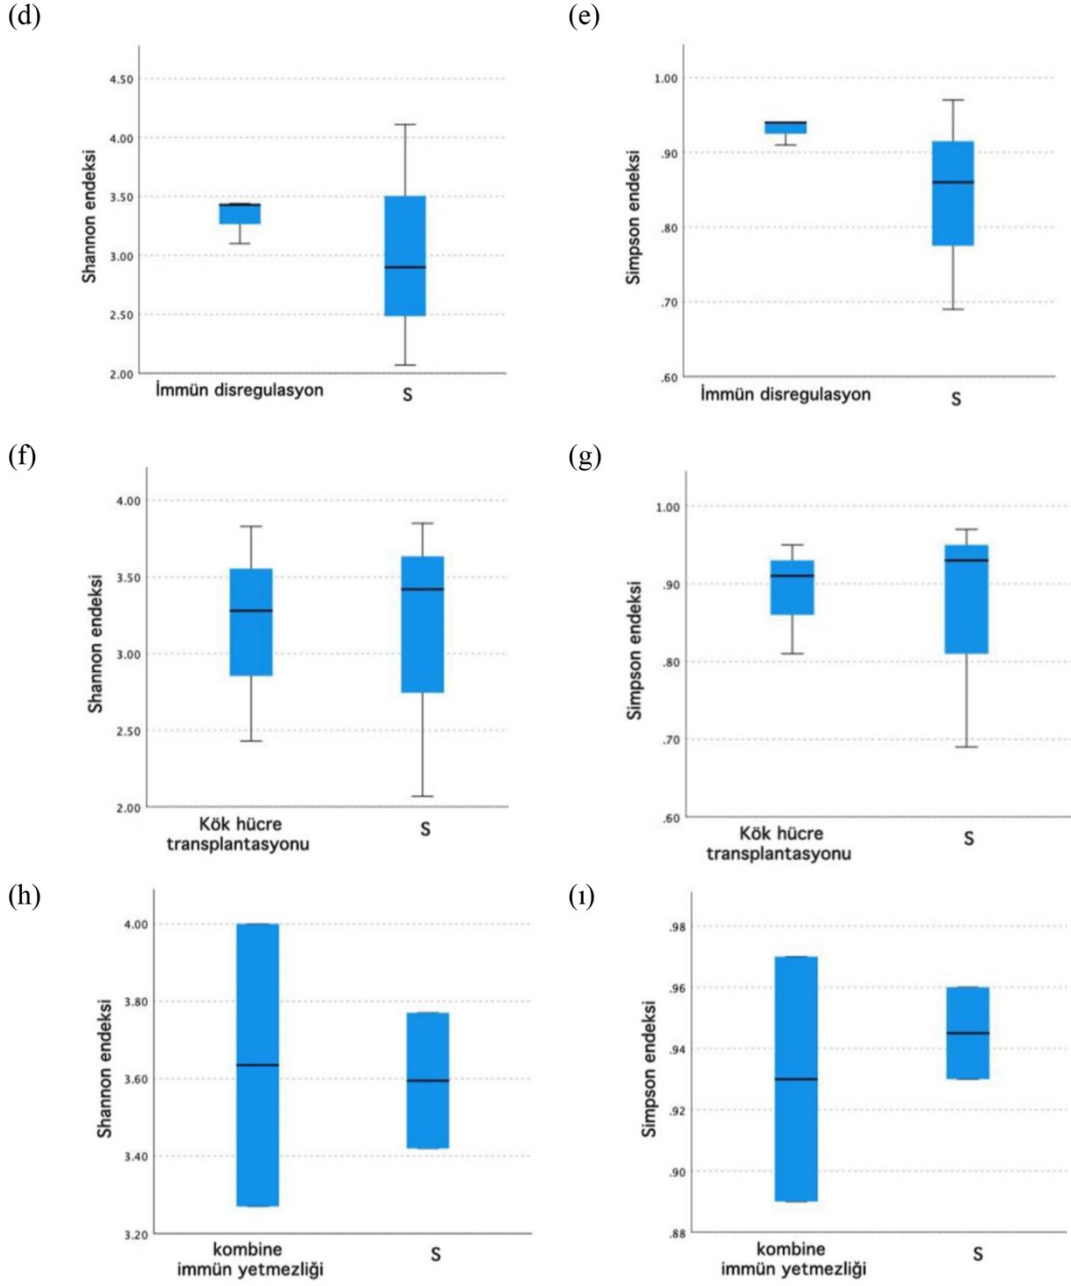 (d)
Shannon endeksi
4.50
4.00
3.50
3.00
2.50
2.00
İmmün disregulasyon
S
(e)
Simpson endeksi
1.00
.90
.80
.70
.60
İmmün disregulasyon
S
(f)
Shannon endeksi
4.00
3.50
3.00
2.50
2.00
Kök hücre
transplantasyonu
S
(g)
Simpson endeksi
1.00
.90
.80
.70
.60
Kök hücre
transplantasyonu
S
(h)
Shannon endeksi
4.00
3.80
3.60
3.40
3.20
kombine
immün yetmezliği
S
(ı)
Simpson endeksi
.98
.96
.94
.92
.90
.88
kombine
immün yetmezliği
S